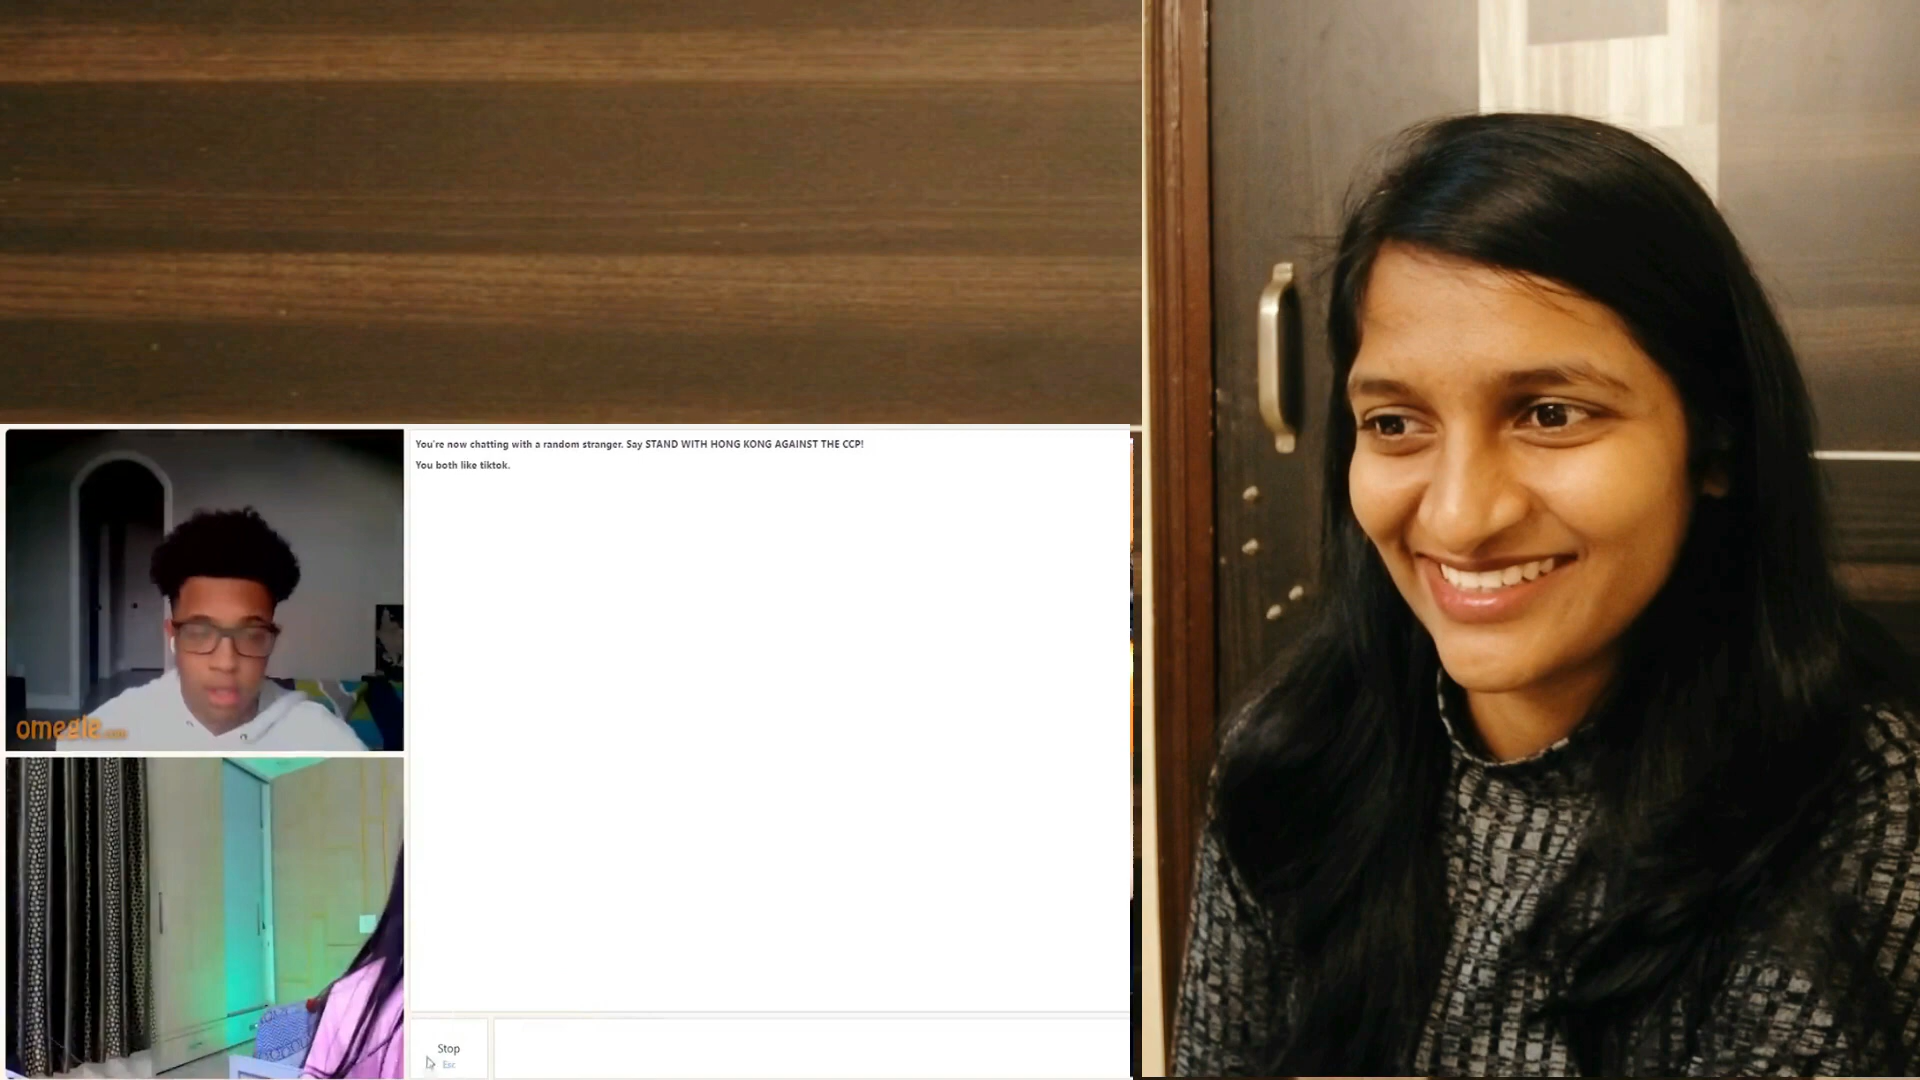 You're now chatting with a random stranger. Say STAND WITH HONG KONG AGAINST THE CCP!
You both like tiktok.
omegle.com
Stop
Esc